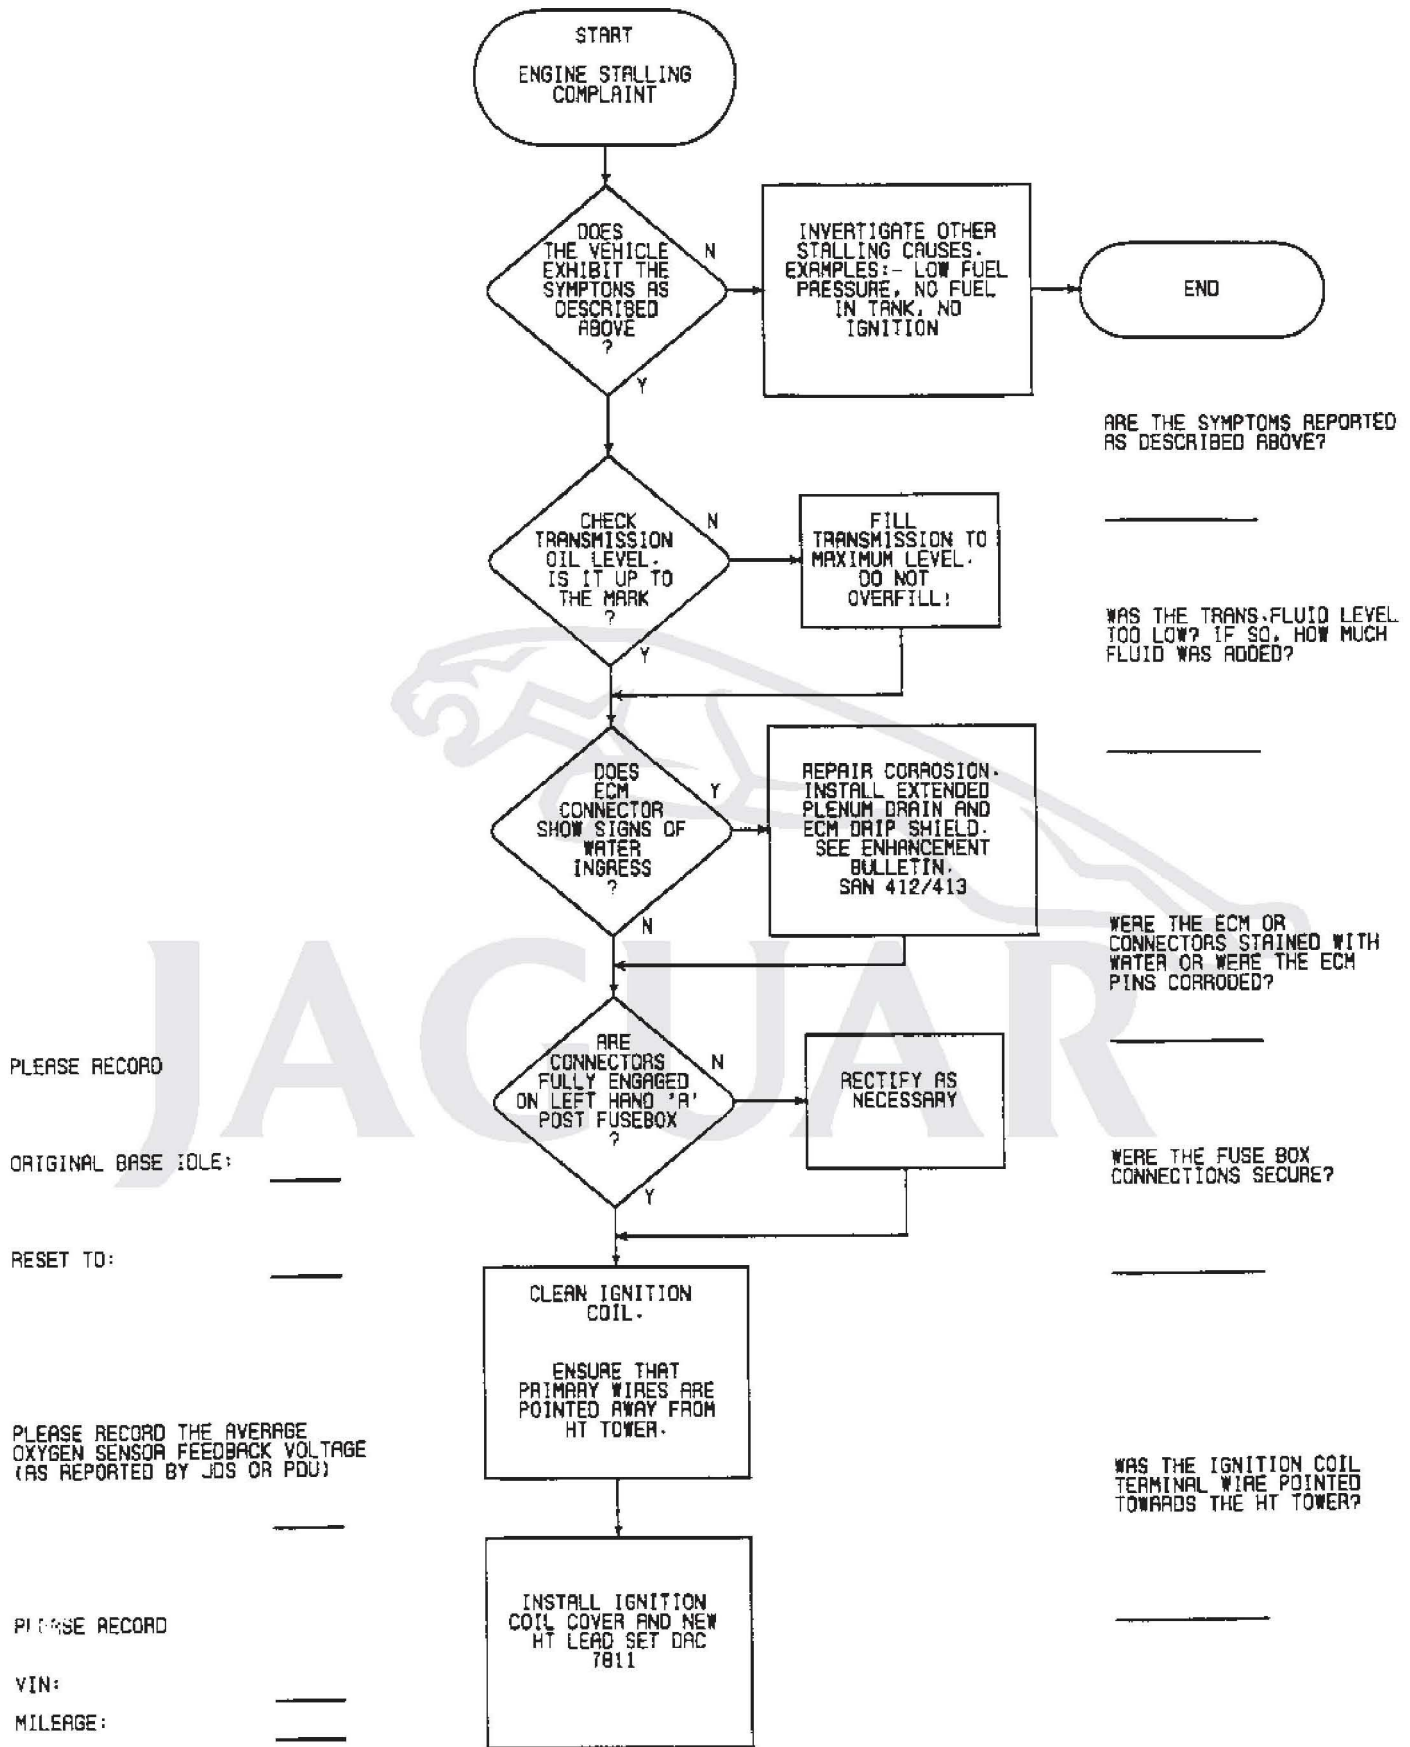 START
ENGINE STALLING
COMPLAINT
DOES
THE VEHICLE
EXHIBIT THE
SYMPTONS AS
DESCRIBED
ABOVE
?
N
Y
INVERTIGATE OTHER
STALLING CAUSES.
EXAMPLES:- LOW FUEL
PRESSURE, NO FUEL
IN TANK, NO
IGNITION
END
ARE THE SYMPTOMS REPORTED
AS DESCRIBED ABOVE?
CHECK
TRANSMISSION
OIL LEVEL.
IS IT UP TO
THE MARK
?
N
Y
FILL
TRANSMISSION TO
MAXIMUM LEVEL.
DO NOT
OVERFILL!
WAS THE TRANS.FLUID LEVEL
TOO LOW? IF SO, HOW MUCH
FLUID WAS ADDED?
DOES
ECM
CONNECTOR
SHOW SIGNS OF
WATER
INGRESS
?
Y
N
REPAIR CORROSION.
INSTALL EXTENDED
PLENUM DRAIN AND
ECM DRIP SHIELD.
SEE ENHANCEMENT
BULLETIN.
SAN 412/413
WERE THE ECM OR
CONNECTORS STAINED WITH
WATER OR WERE THE ECM
PINS CORRODED?
JAGUAR
ARE
CONNECTORS
FULLY ENGAGED
ON LEFT HAND 'A'
POST FUSEBOX
?
N
Y
RECTIFY AS
NECESSARY
PLEASE RECORD
ORIGINAL BASE IDLE:
RESET TO:
WERE THE FUSE BOX
CONNECTIONS SECURE?
CLEAN IGNITION
COIL.
ENSURE THAT
PRIMARY WIRES ARE
POINTED AWAY FROM
HT TOWER.
PLEASE RECORD THE AVERAGE
OXYGEN SENSOR FEEDBACK VOLTAGE
(AS REPORTED BY JDS OR PDU)
WAS THE IGNITION COIL
TERMINAL WIRE POINTED
TOWARDS THE HT TOWER?
INSTALL IGNITION
COIL COVER AND NEW
HT LEAD SET DAC
7811
PLEASE RECORD
VIN:
MILEAGE: